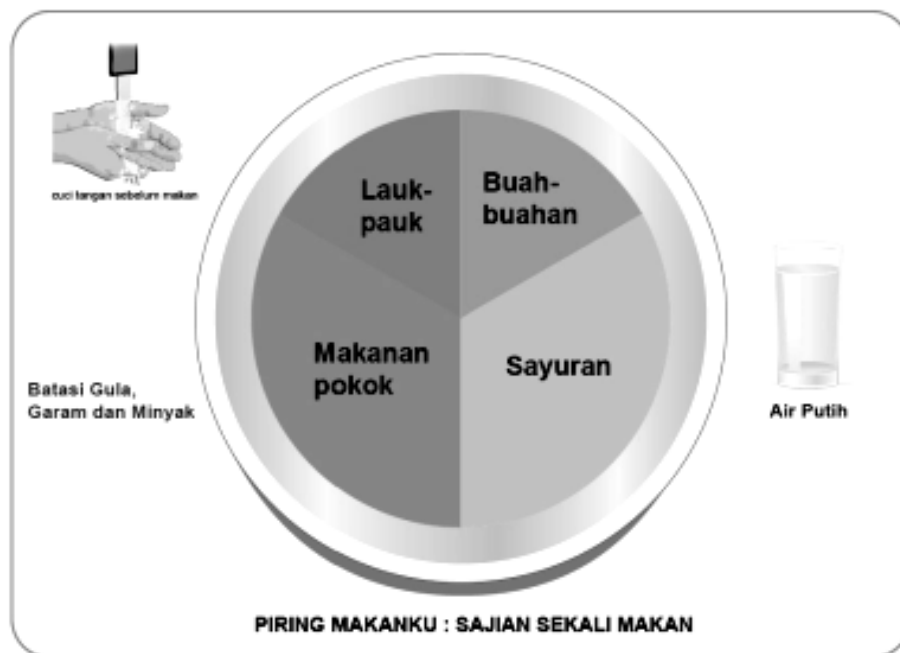 cuci tangan sebelum makan
Lauk-
pauk
Buah-
buahan
Makanan
pokok
Sayuran
Batasi Gula,
Garam dan Minyak
Air Putih
PIRING MAKANKU : SAJIAN SEKALI MAKAN